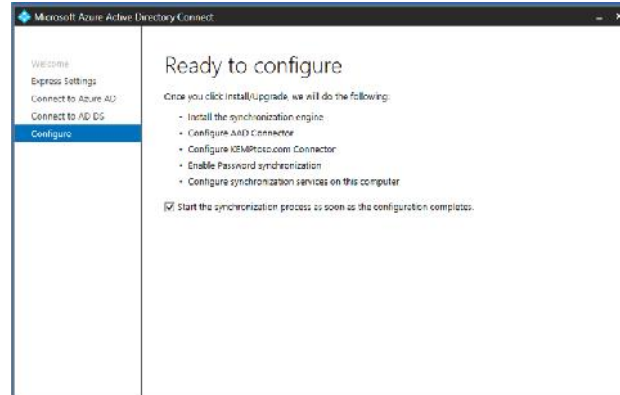 Microsoft Azure Active Directory Connect
Welcome
Express Settings
Connect to Azure AD
Connect to AD DS
Configure
Ready to configure
Once you click Install/Upgrade, we will do the following:
Install the synchronization engine
Configure AAD Connector
Configure KEMPtoso.com Connector
Enable Password synchronization
Configure synchronization services on this computer
Start the synchronization process as soon as the configuration completes.